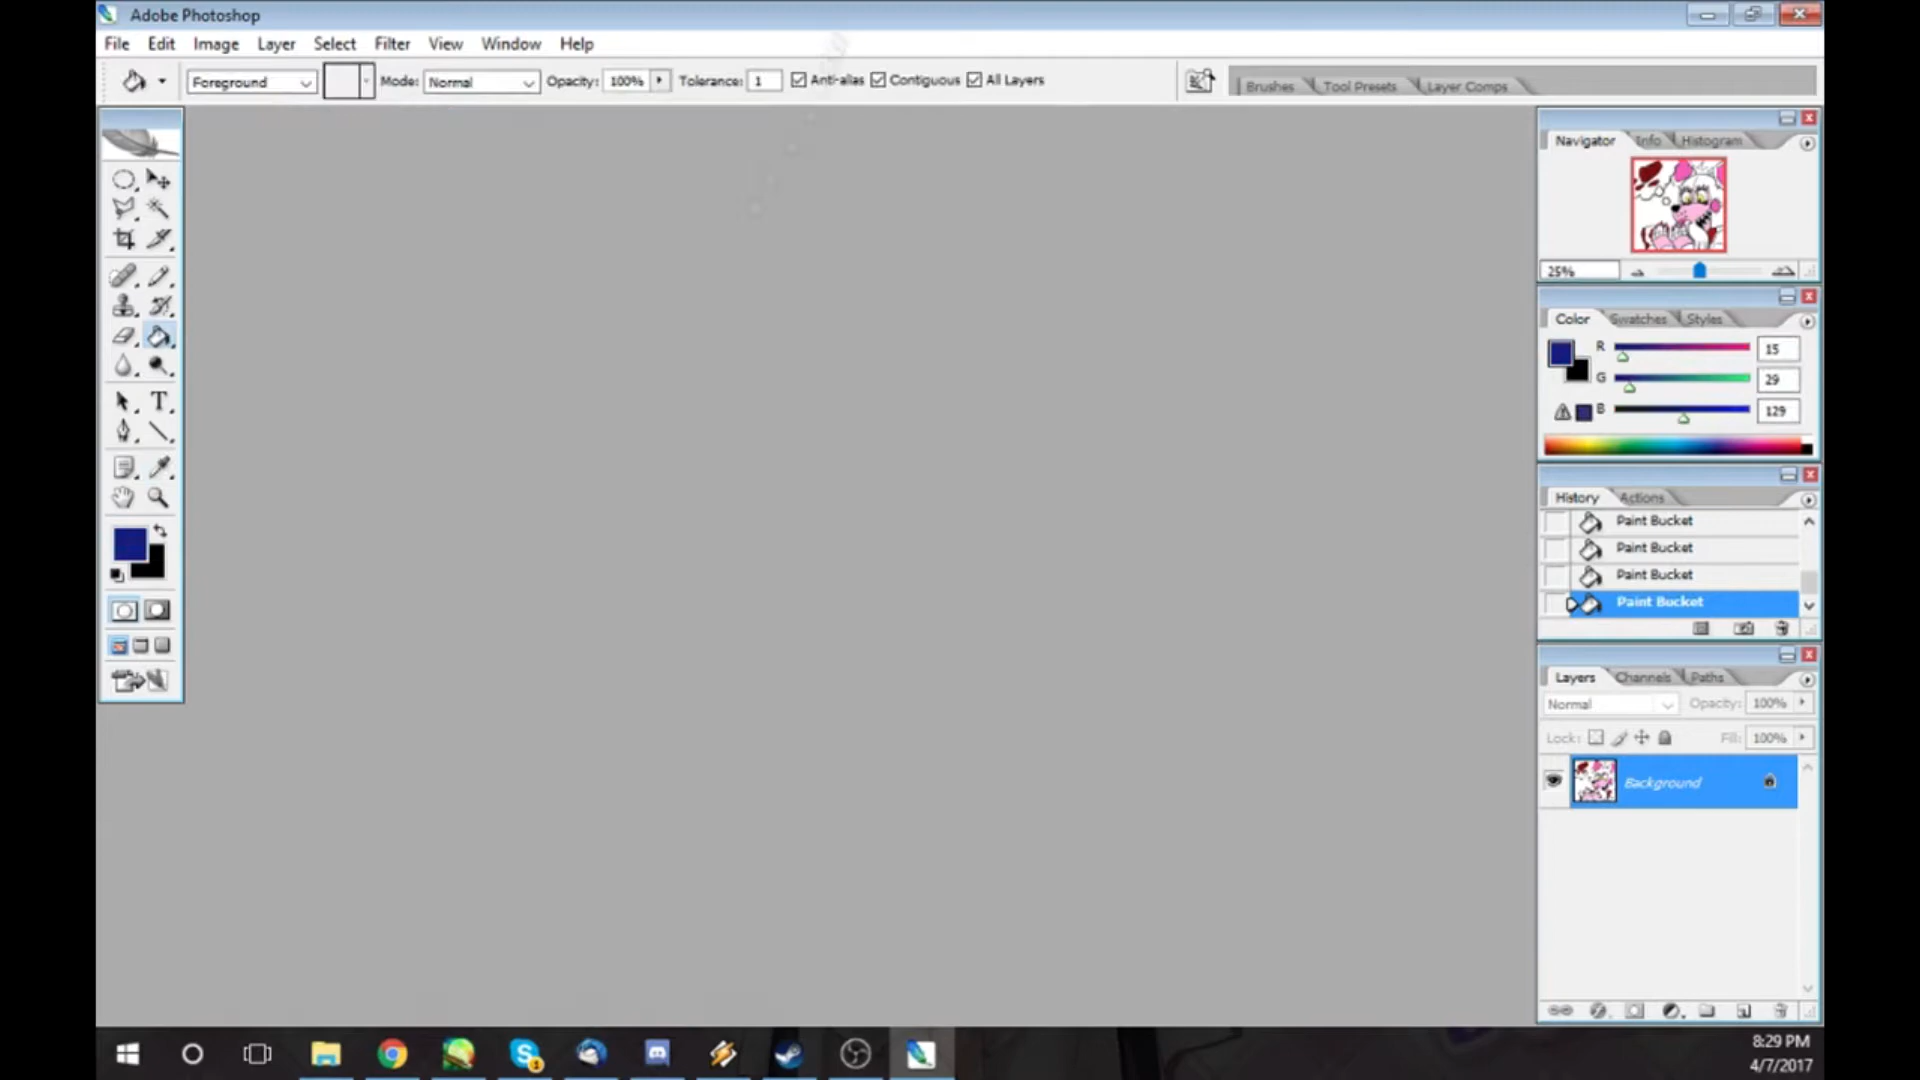 Adobe Photoshop
File Edit Image Layer Select Filter View Window Help
Foreground Mode: Normal Opacity: 100% Tolerance: 1 Anti-alias Contiguous All Layers Brushes Tool Presets Layer Comps
Navigator Info Histogram
25%
Color Swatches Styles
R 15
G 29
B 129
History Actions
Paint Bucket
Paint Bucket
Paint Bucket
Paint Bucket
Layers Channels Paths
Normal Opacity: 100%
Lock: Fill: 100%
Background
T
8:29 PM
4/7/2017